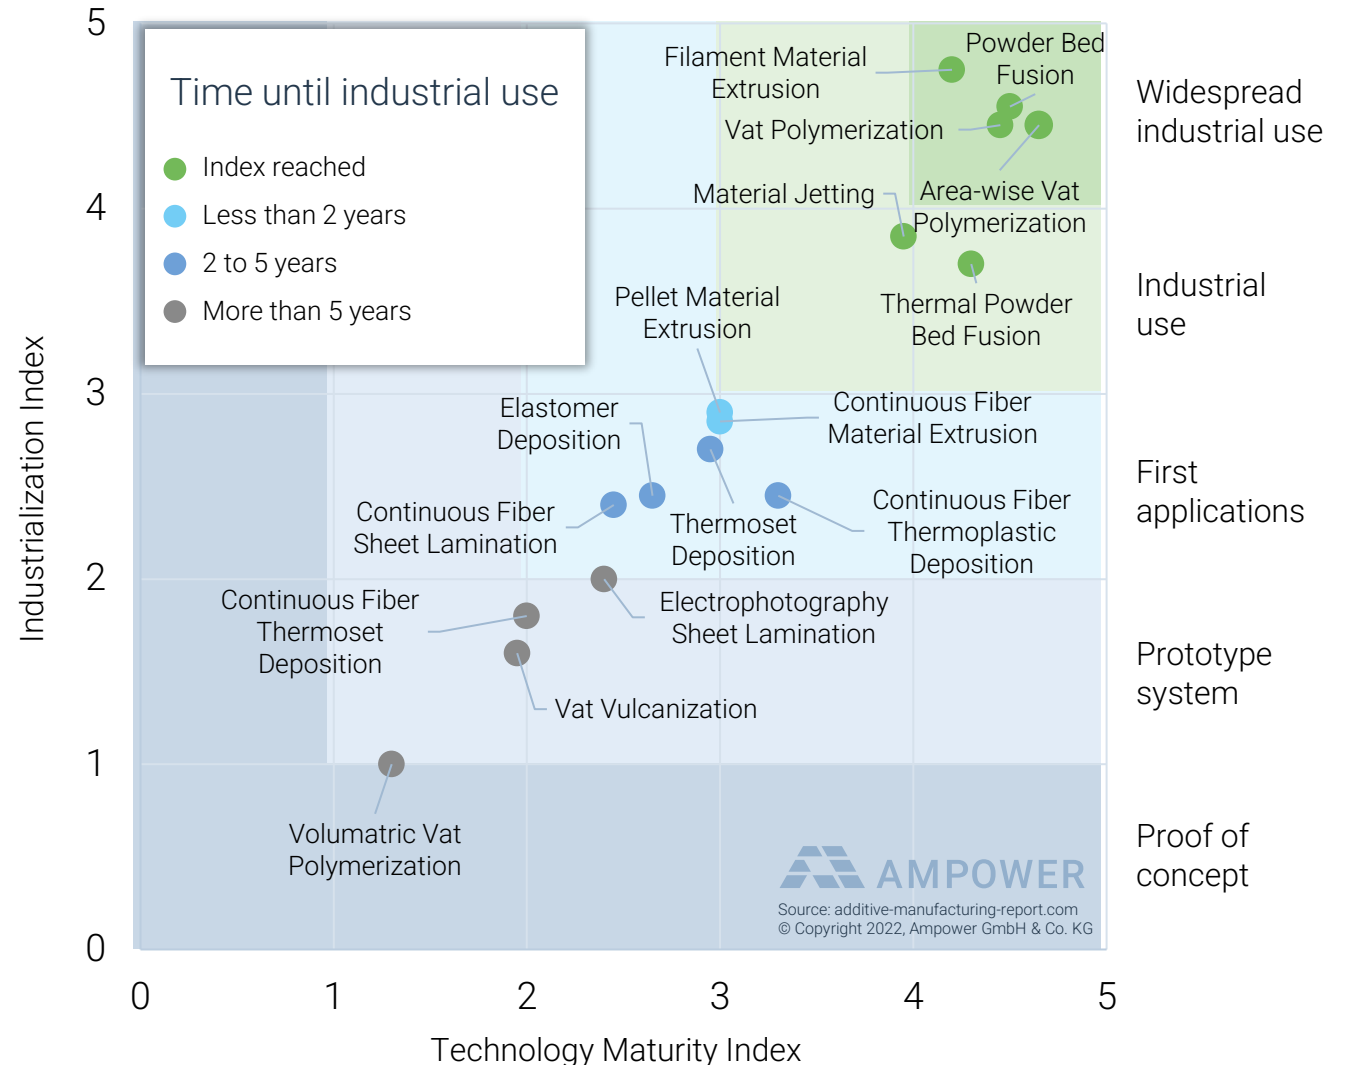 5
4
3
2
1
0
Industrialization Index
Time until industrial use
Index reached
Less than 2 years
2 to 5 years
More than 5 years
Filament Material
Extrusion
Powder Bed
Fusion
Vat Polymerization
Material Jetting
Area-wise Vat
Polymerization
Thermal Powder
Bed Fusion
Pellet Material
Extrusion
Elastomer
Deposition
Continuous Fiber
Material Extrusion
Continuous Fiber
Sheet Lamination
Thermoset
Deposition
Continuous Fiber
Thermoplastic
Deposition
Continuous Fiber
Thermoset
Deposition
Electrophotography
Sheet Lamination
Vat Vulcanization
Volumatric Vat
Polymerization
AMPOWER
Source: additive-manufacturing-report.com
© Copyright 2022, Ampower GmbH & Co. KG
Widespread
industrial use
Industrial
use
First
applications
Prototype
system
Proof of
concept
0 1 2 3 4 5
Technology Maturity Index